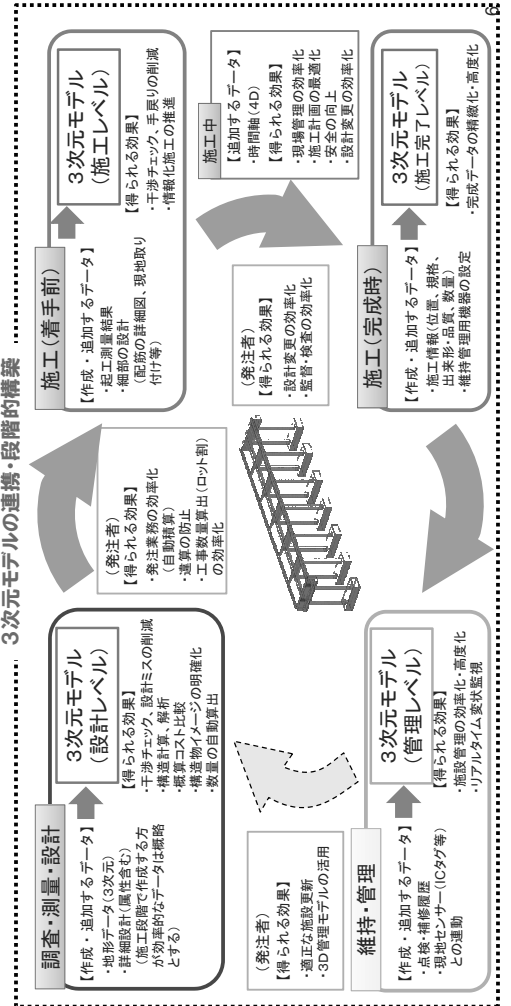 3次元モデルの連携・段階的構築
調査・測量・設計
【作成・追加するデータ】
・地形データ(3次元)
・詳細設計(属性含む)
(施工段階で作成する方
が効率的なデータは概略
とする)
3次元モデル
(設計レベル)
【得られる効果】
・干渉チェック、設計ミスの削減
・構造計算、解析
・概算コスト比較
・構造物イメージの明確化
・数量の自動算出
(発注者)
【得られる効果】
・発注業務の効率化
(自動積算)
・違算の防止
・工事数量算出(ロット割)
の効率化
施工(着手前)
【作成・追加するデータ】
・起工測量結果
・細部の設計
(配筋の詳細図、現地取り
付け等)
3次元モデル
(施工レベル)
【得られる効果】
・干渉チェック、手戻りの削減
・情報化施工の推進
施工中
【追加するデータ】
・時間軸(4D)
【得られる効果】
・現場管理の効率化
・施工計画の最適化
・安全の向上
・設計変更の効率化
(発注者)
【得られる効果】
・設計変更の効率化
・監督・検査の効率化
施工(完成時)
【作成・追加するデータ】
・施工情報(位置、規格、
出来形・品質、数量)
・維持管理用機器の設定
3次元モデル
(施工完了レベル)
【得られる効果】
・完成データの精緻化・高度化
維持・管理
【作成・追加するデータ】
・点検・補修履歴
・現地センサー(ICタグ等)
との連動
3次元モデル
(管理レベル)
【得られる効果】
・施設管理の効率化・高度化
・リアルタイム変状監視
(発注者)
【得られる効果】
・適正な施設更新
・3D管理モデルの活用
6